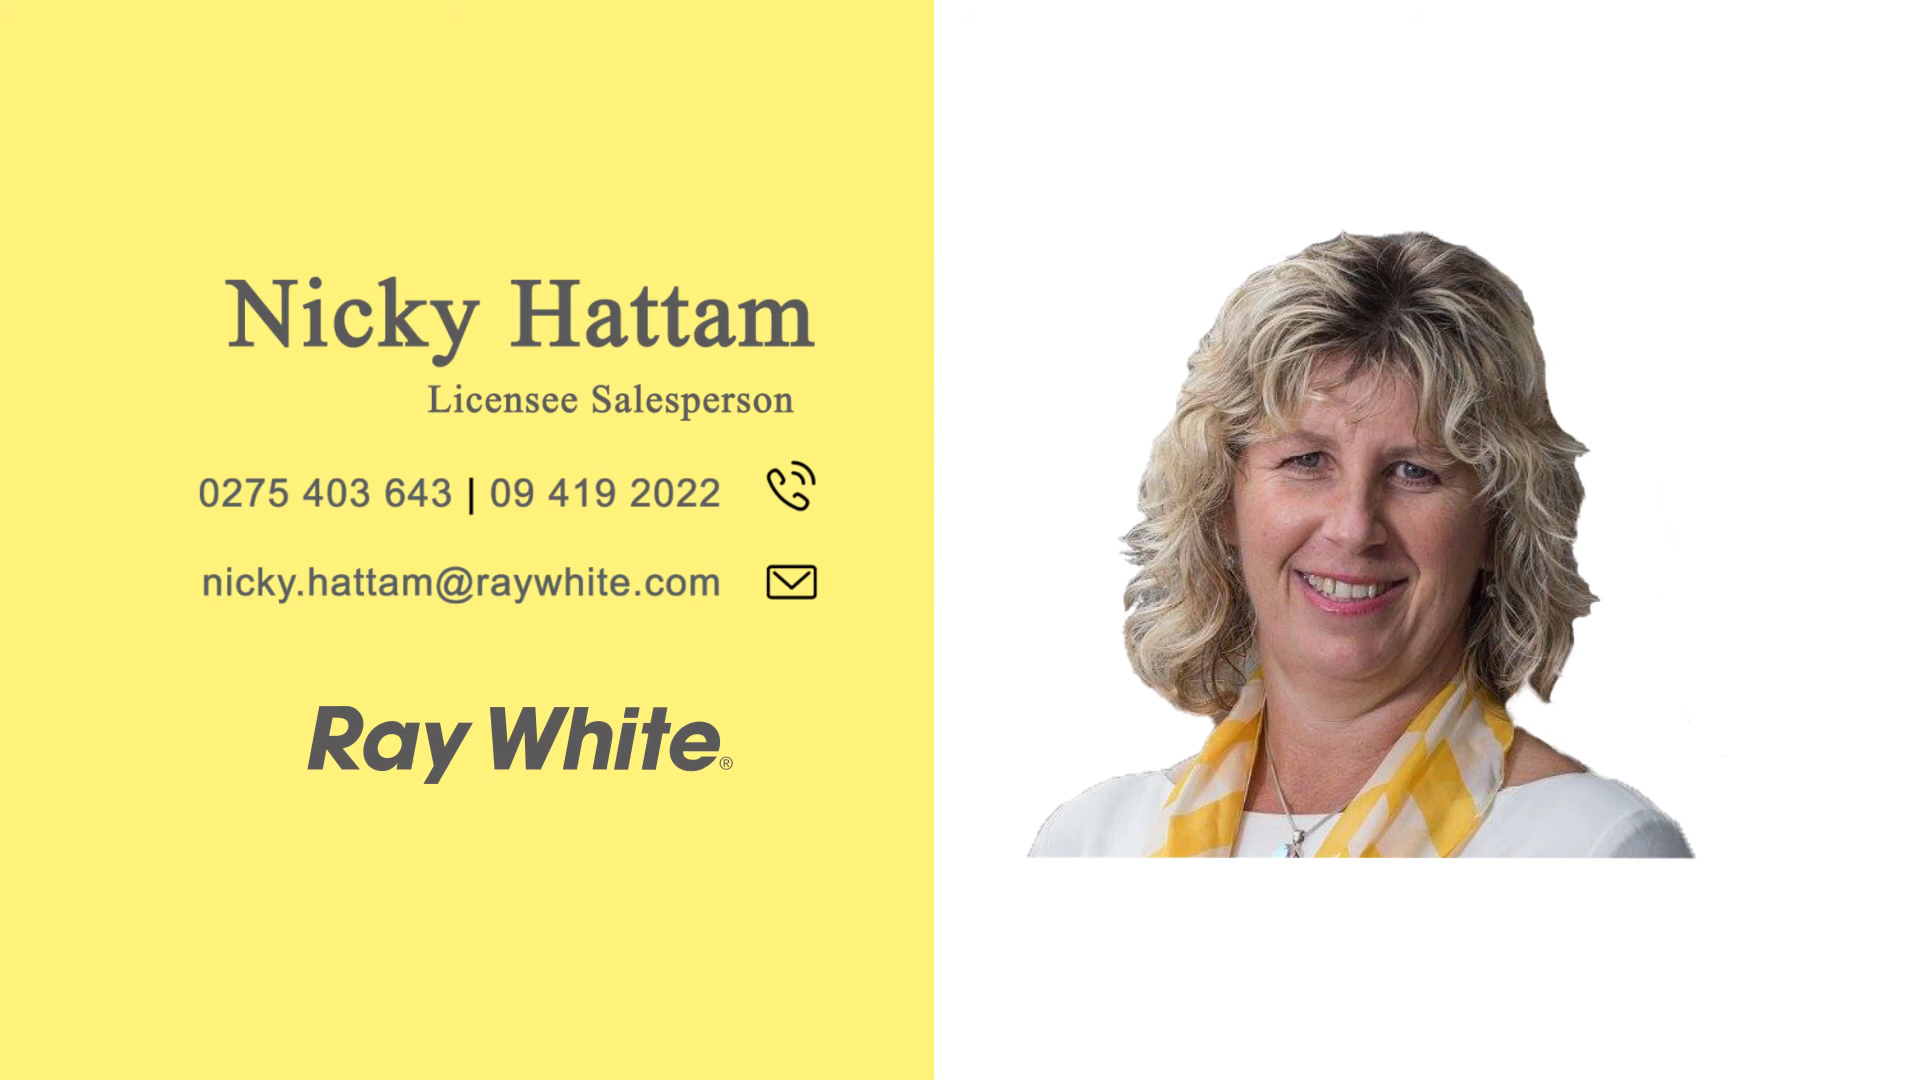 Nicky Hattam
Licensee Salesperson
0275 403 643 | 09 419 2022
nicky.hattam@raywhite.com
Ray White®